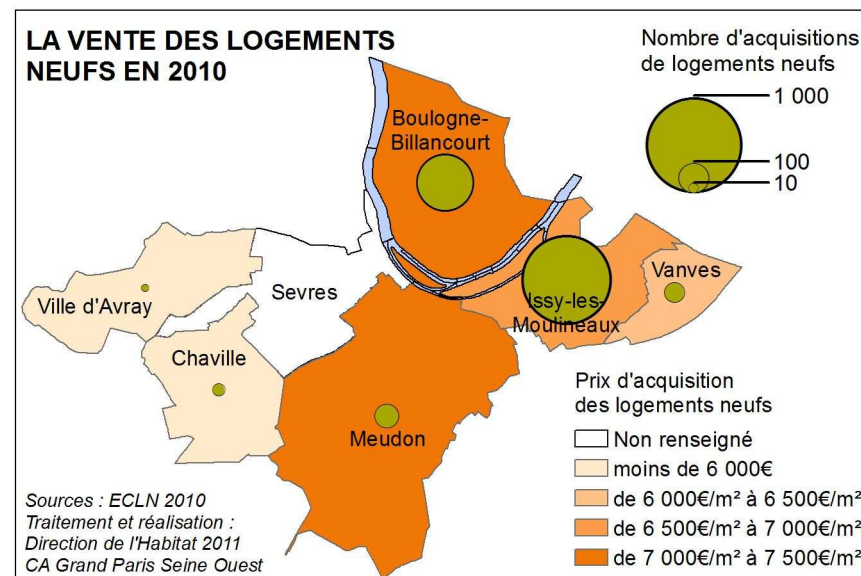 LA VENTE DES LOGEMENTS
NEUFS EN 2010
Nombre d'acquisitions
de logements neufs
1 000
100
10
Boulogne-
Billancourt
Ville d'Avray
Sevres
Chaville
Meudon
Issy-les-
Moulineaux
Vanves
Prix d'acquisition
des logements neufs
Non renseigné
moins de 6 000€
de 6 000€/m² à 6 500€/m²
de 6 500€/m² à 7 000€/m²
de 7 000€/m² à 7 500€/m²
Sources : ECLN 2010
Traitement et réalisation :
Direction de l'Habitat 2011
CA Grand Paris Seine Ouest